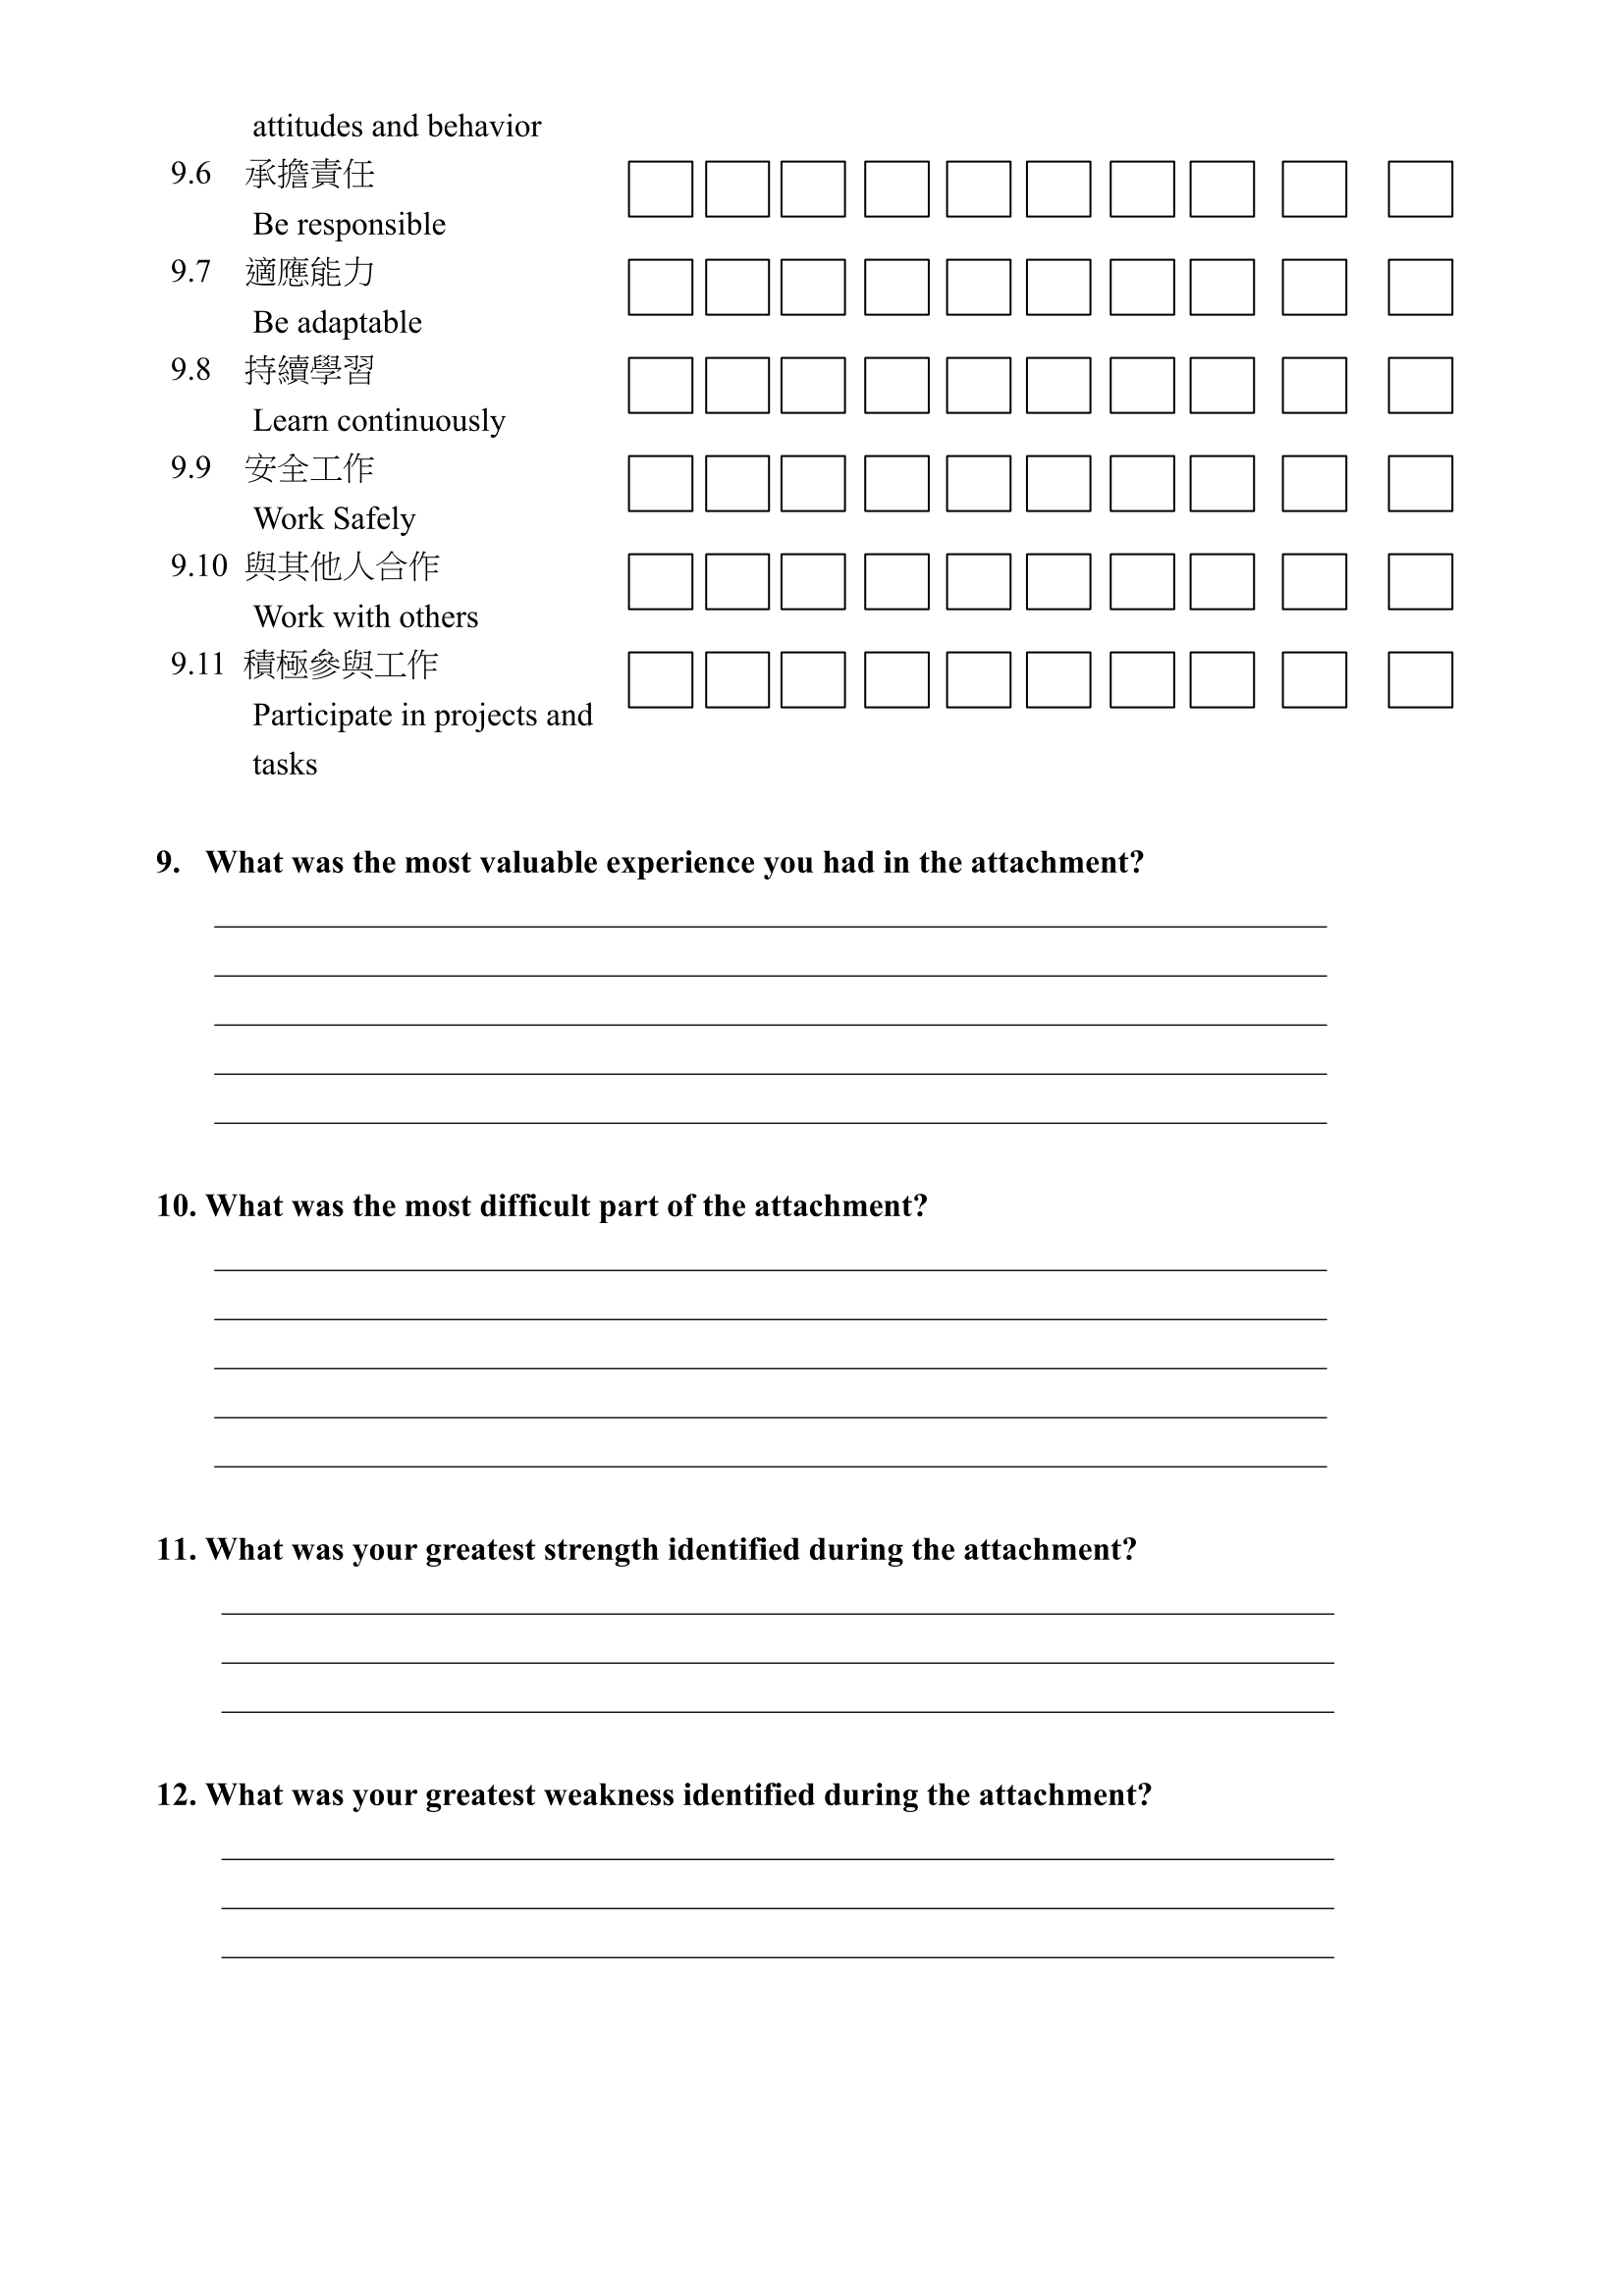 attitudes and behavior
9.6 承擔責任
Be responsible
9.7 適應能力
Be adaptable
9.8 持續學習
Learn continuously
9.9 安全工作
Work Safely
9.10 與其他人合作
Work with others
9.11 積極參與工作
Participate in projects and
tasks
9. What was the most valuable experience you had in the attachment?
10. What was the most difficult part of the attachment?
11. What was your greatest strength identified during the attachment?
12. What was your greatest weakness identified during the attachment?